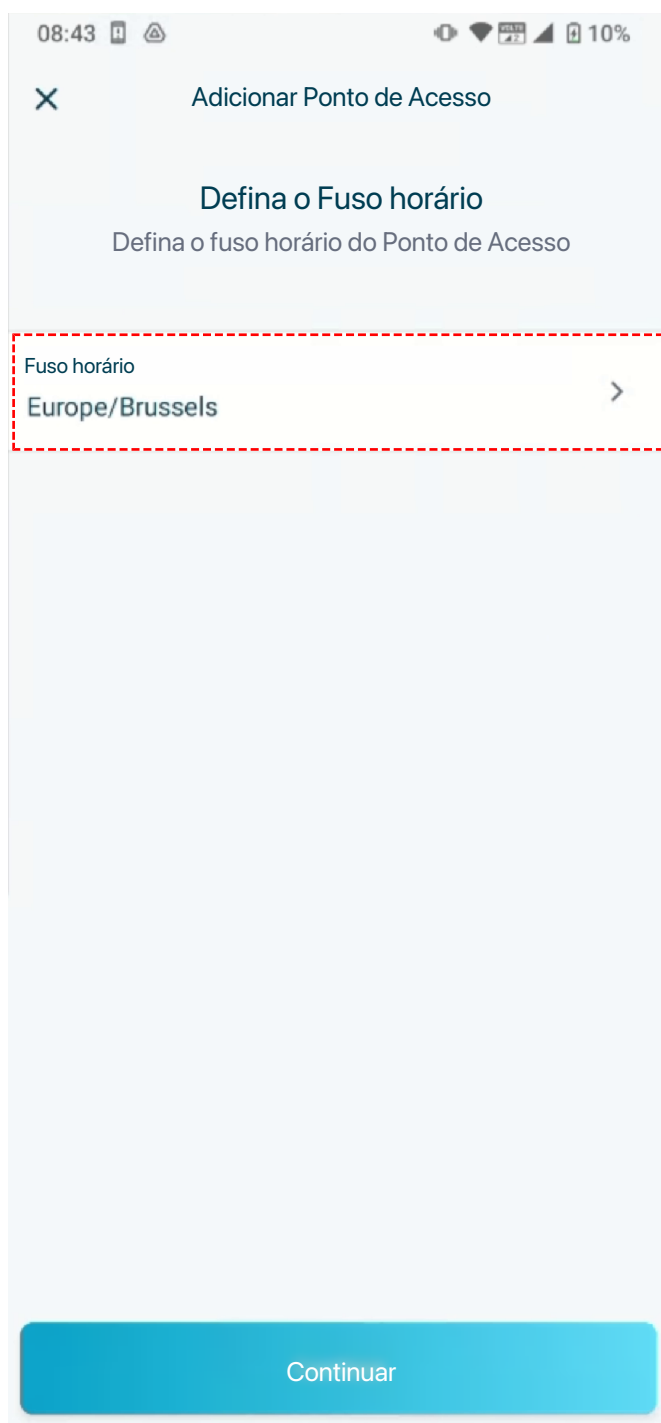 08:43
10%
Adicionar Ponto de Acesso
Defina o Fuso horário
Defina o fuso horário do Ponto de Acesso
Fuso horário
Europe/Brussels
Continuar